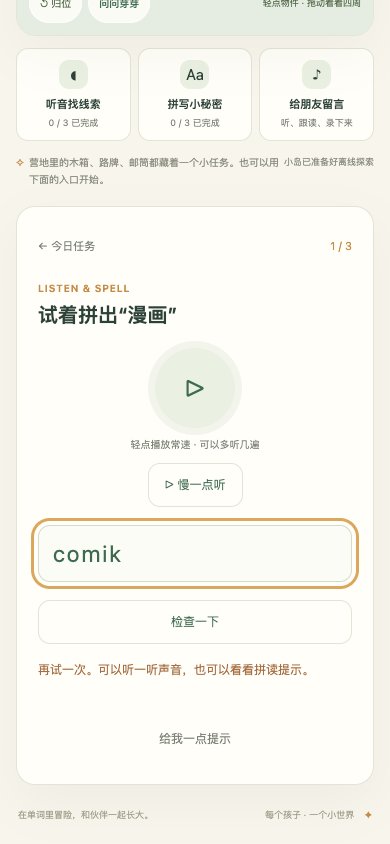 归位
问问芽芽
轻点物件 · 拖动看看四周
听音找线索
0 / 3 已完成
Aa
拼写小秘密
0 / 3 已完成
给朋友留言
听、跟读、录下来
营地里的木箱、路牌、邮筒都藏着一个小任务。也可以用
下面的入口开始。
小岛已准备好离线探索
← 今日任务
1 / 3
LISTEN & SPELL
试着拼出“漫画”
轻点播放常速 · 可以多听几遍
慢一点听
comik
检查一下
再试一次。可以听一听声音，也可以看看拼读提示。
给我一点提示
在单词里冒险，和伙伴一起长大。
每个孩子 · 一个小世界